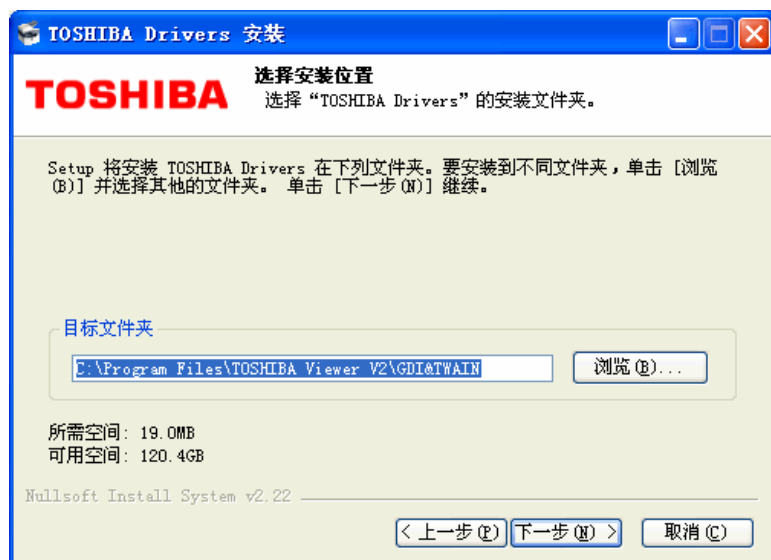 TOSHIBA Drivers 安装
TOSHIBA
选择安装位置
选择“TOSHIBA Drivers”的安装文件夹。
Setup 将安装 TOSHIBA Drivers 在下列文件夹。要安装到不同文件夹，单击 [浏览
(B)] 并选择其他的文件夹。 单击 [下一步(N)] 继续。
目标文件夹
C:\Program Files\TOSHIBA Viewer V2\GDI&TWAIN
浏览(B)...
所需空间: 19.0MB
可用空间: 120.4GB
Nullsoft Install System v2.22
< 上一步(P) 下一步(N) > 取消(C)